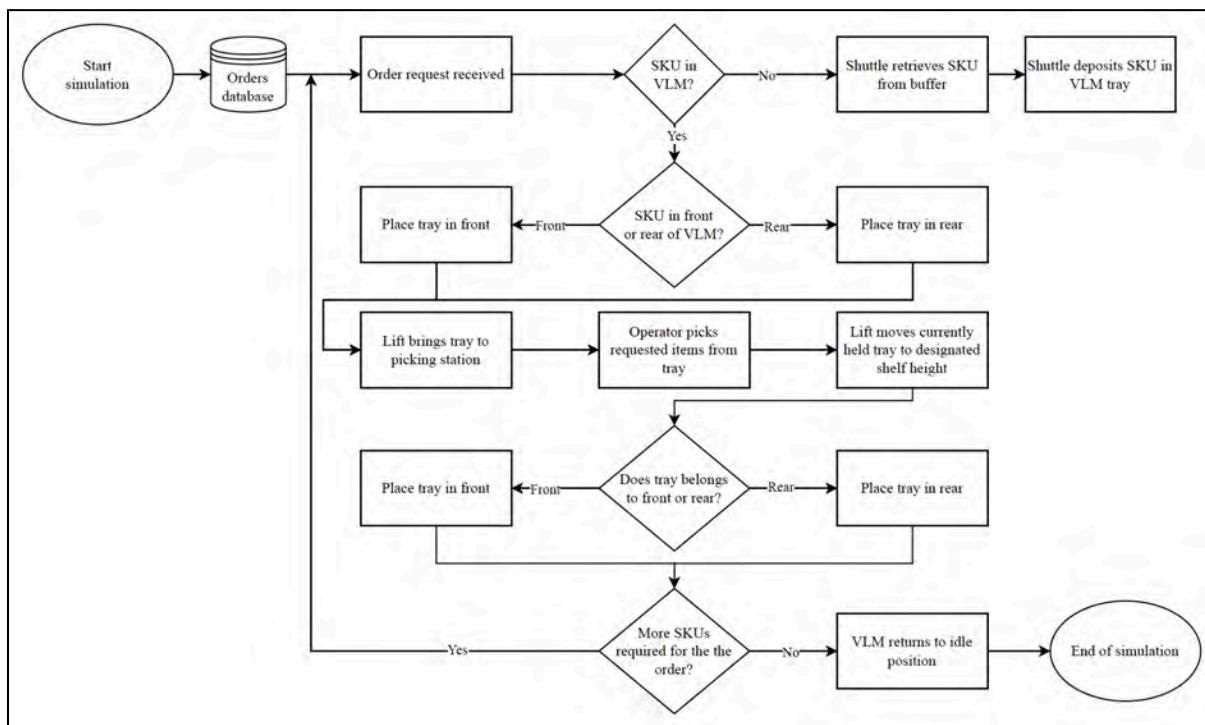 Start
simulation
Orders
database
Order request received
SKU in
VLM?
No
Shuttle retrieves SKU
from buffer
Shuttle deposits SKU in
VLM tray
Yes
Place tray in front
Front
SKU in front
or rear of VLM?
Rear
Place tray in rear
Lift brings tray to
picking station
Operator picks
requested items from
tray
Lift moves currently
held tray to designated
shelf height
Place tray in front
Front
Does tray belongs
to front or rear?
Rear
Place tray in rear
Yes
More SKUs
required for the the
order?
No
VLM returns to idle
position
End of simulation